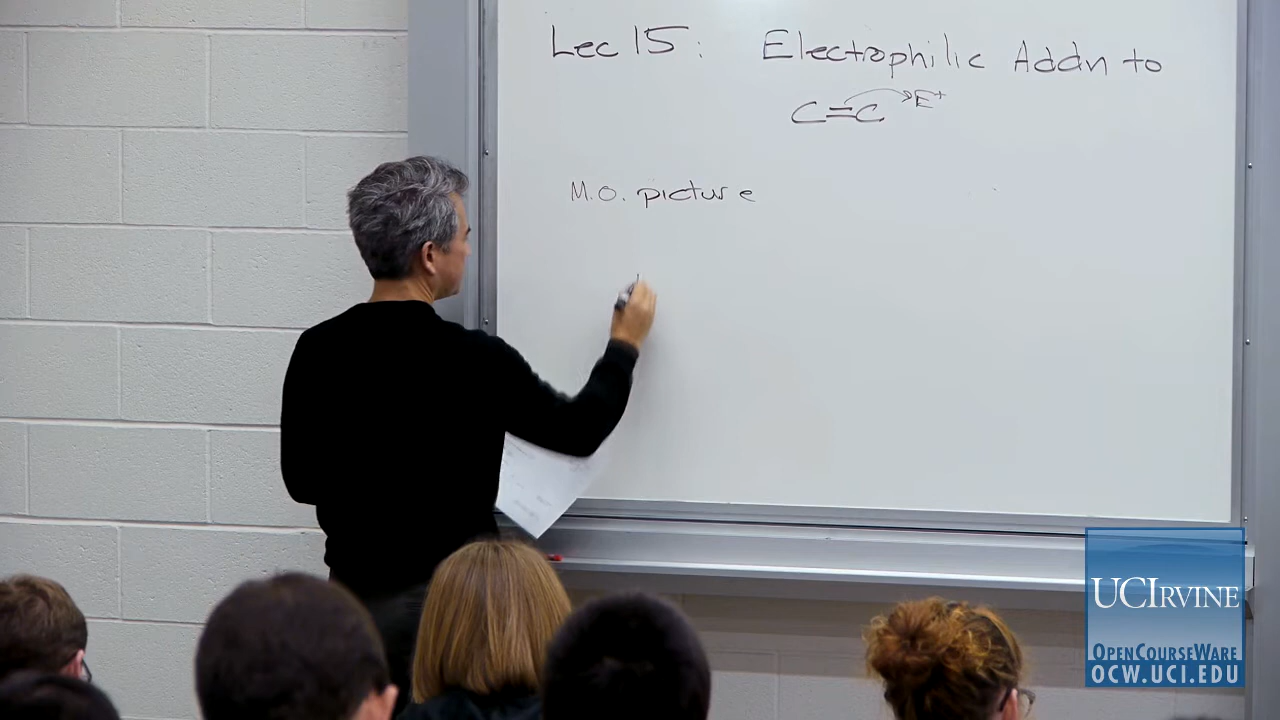 Lec 15: Electrophilic Addn to
C=C E+
M.O. picture
UCIRVINE
OPENCOURSEWARE
OCW.UCI.EDU